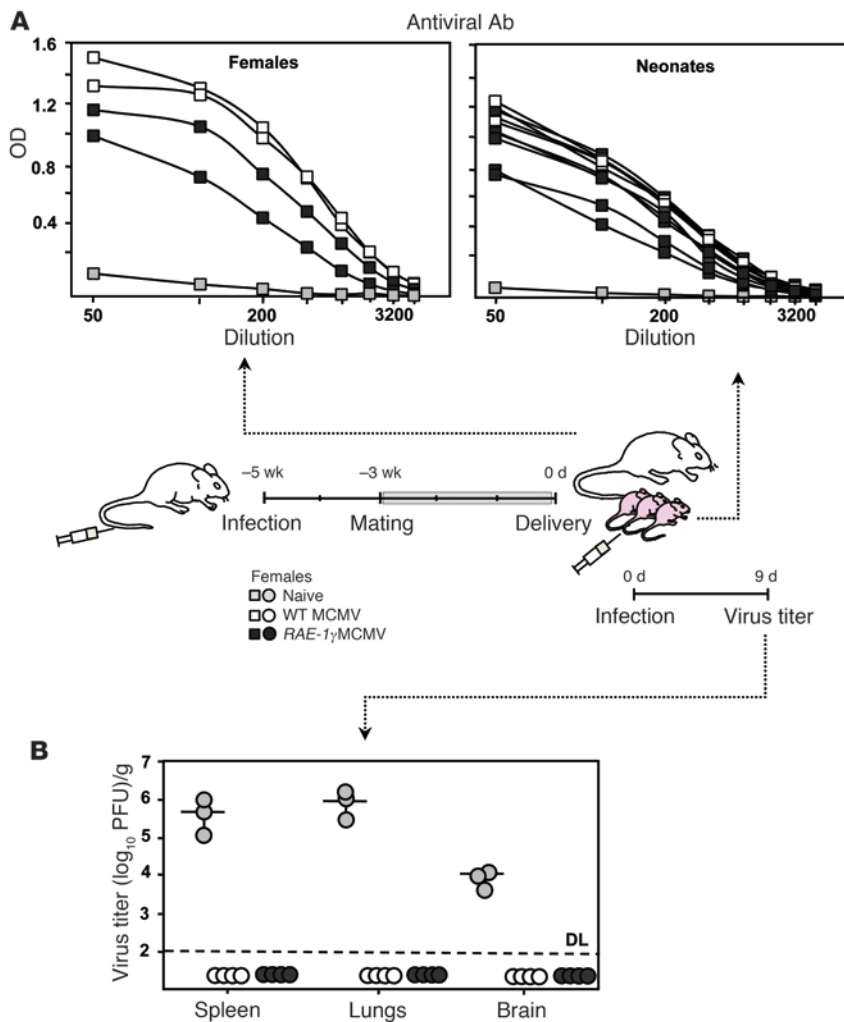 A
Antiviral Ab
Females
Neonates
OD
1.6
1.2
0.8
0.4
50
200
3200
Dilution
50
200
3200
Dilution
–5 wk
–3 wk
0 d
Infection
Mating
Delivery
Females
Naive
WT MCMV
RAE-1γMCMV
0 d
9 d
Infection
Virus titer
B
Virus titer (log10 PFU)/g
7
6
5
4
3
2
DL
Spleen
Lungs
Brain